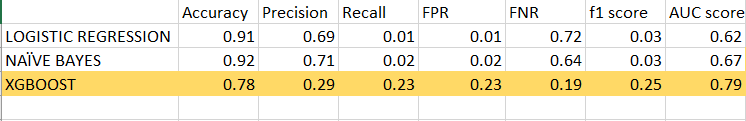 Accuracy Precision Recall FPR FNR f1 score AUC score
LOGISTIC REGRESSION 0.91 0.69 0.01 0.01 0.72 0.03 0.62
NAÏVE BAYES 0.92 0.71 0.02 0.02 0.64 0.03 0.67
XGBOOST 0.78 0.29 0.23 0.23 0.19 0.25 0.79